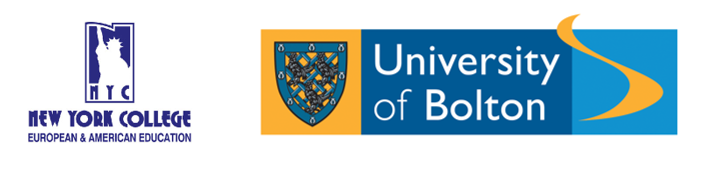 NYC
NEW YORK COLLEGE
EUROPEAN & AMERICAN EDUCATION
University
of Bolton